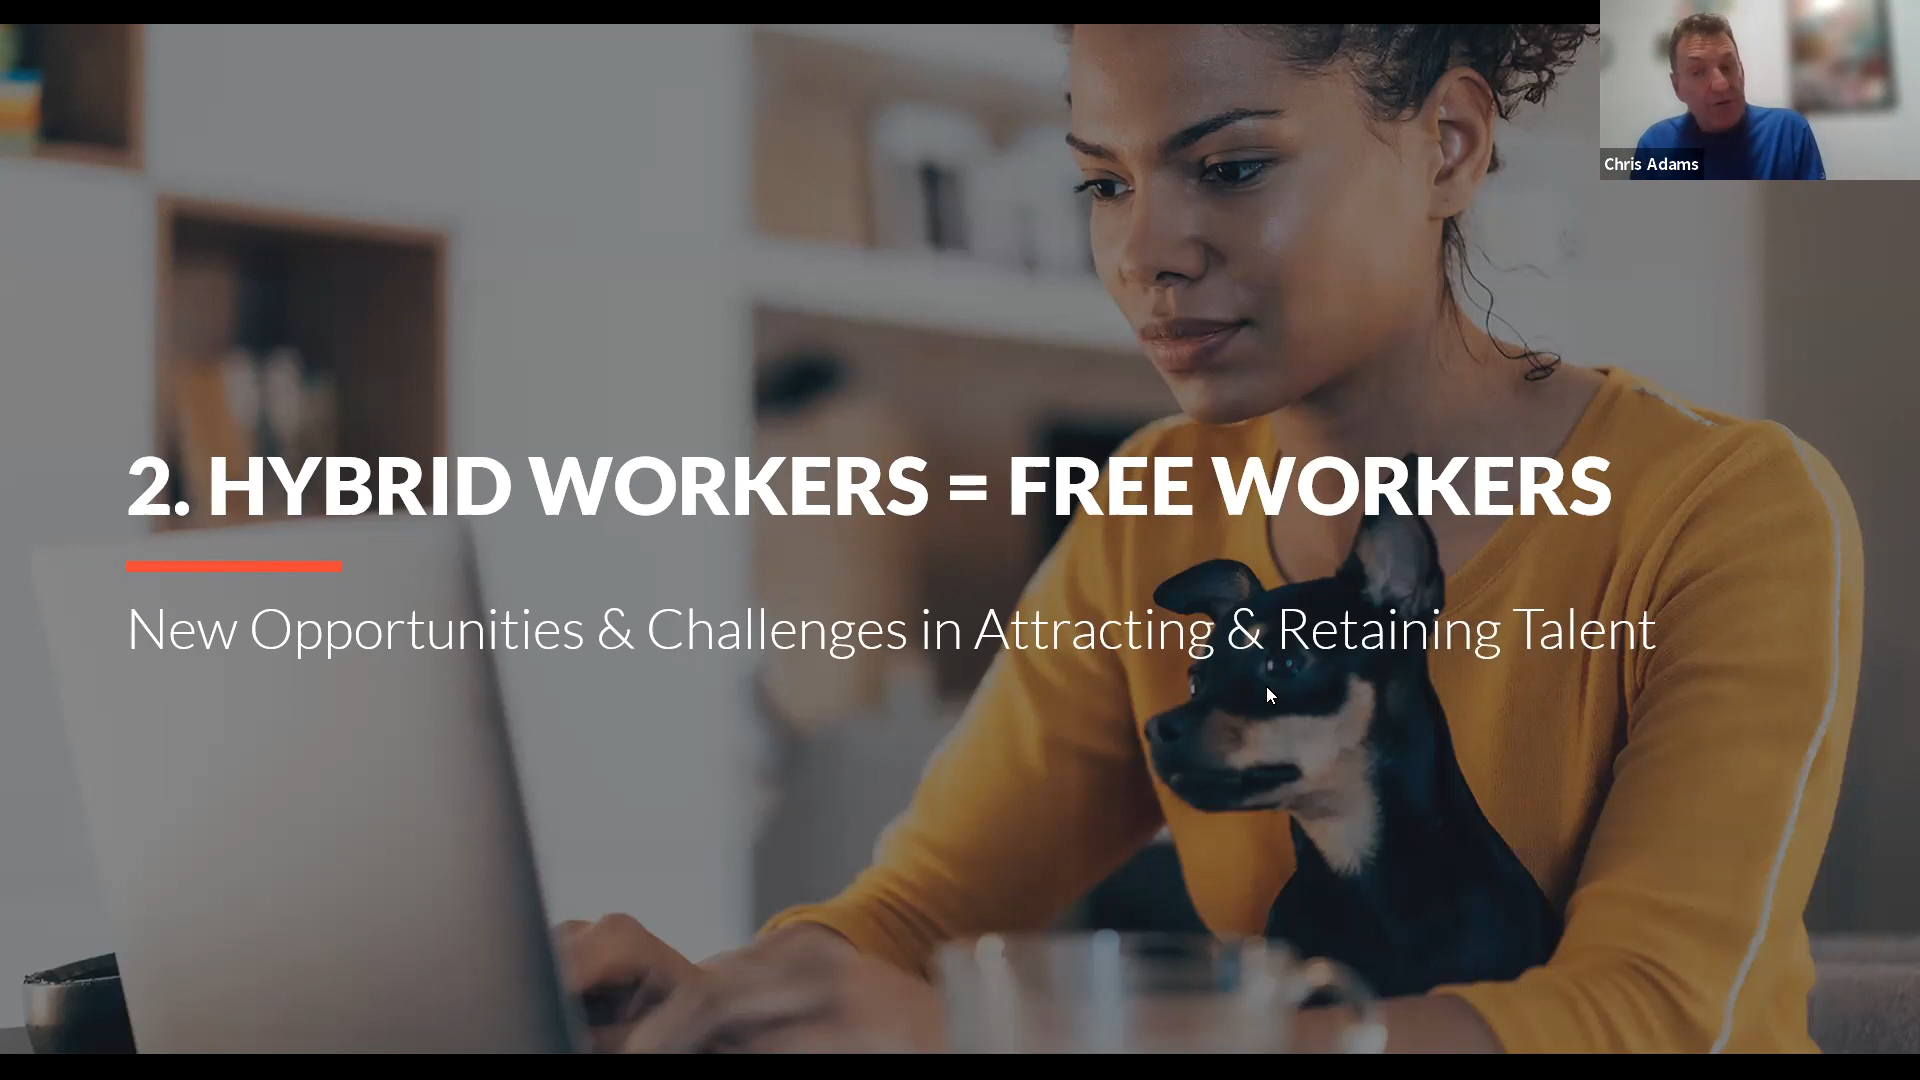 Chris Adams
2. HYBRID WORKERS = FREE WORKERS
New Opportunities & Challenges in Attracting & Retaining Talent